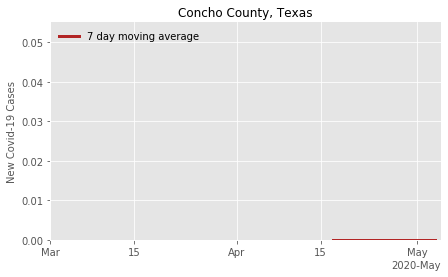 Concho County, Texas
7 day moving average
New Covid-19 Cases
0.05
0.04
0.03
0.02
0.01
0.00
Mar
15
Apr
15
May
2020-May